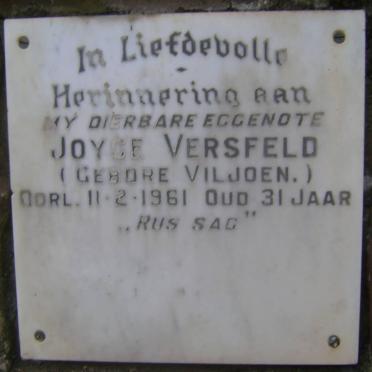 In Liefdevolle
Herinnering aan
MY DIERBARE EGGENOTE
JOYCE VERSFELD
(GEBORE VILJOEN.)
OORL. 11-2-1961 OUD 31 JAAR
„RUS SAG"